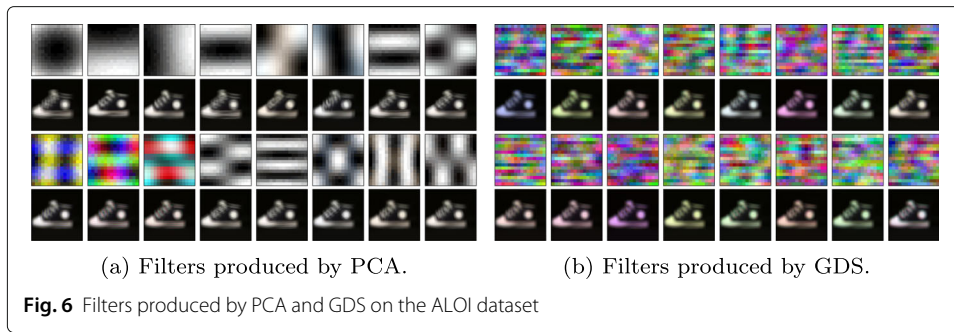 (a) Filters produced by PCA.
(b) Filters produced by GDS.
Fig. 6 Filters produced by PCA and GDS on the ALOI dataset